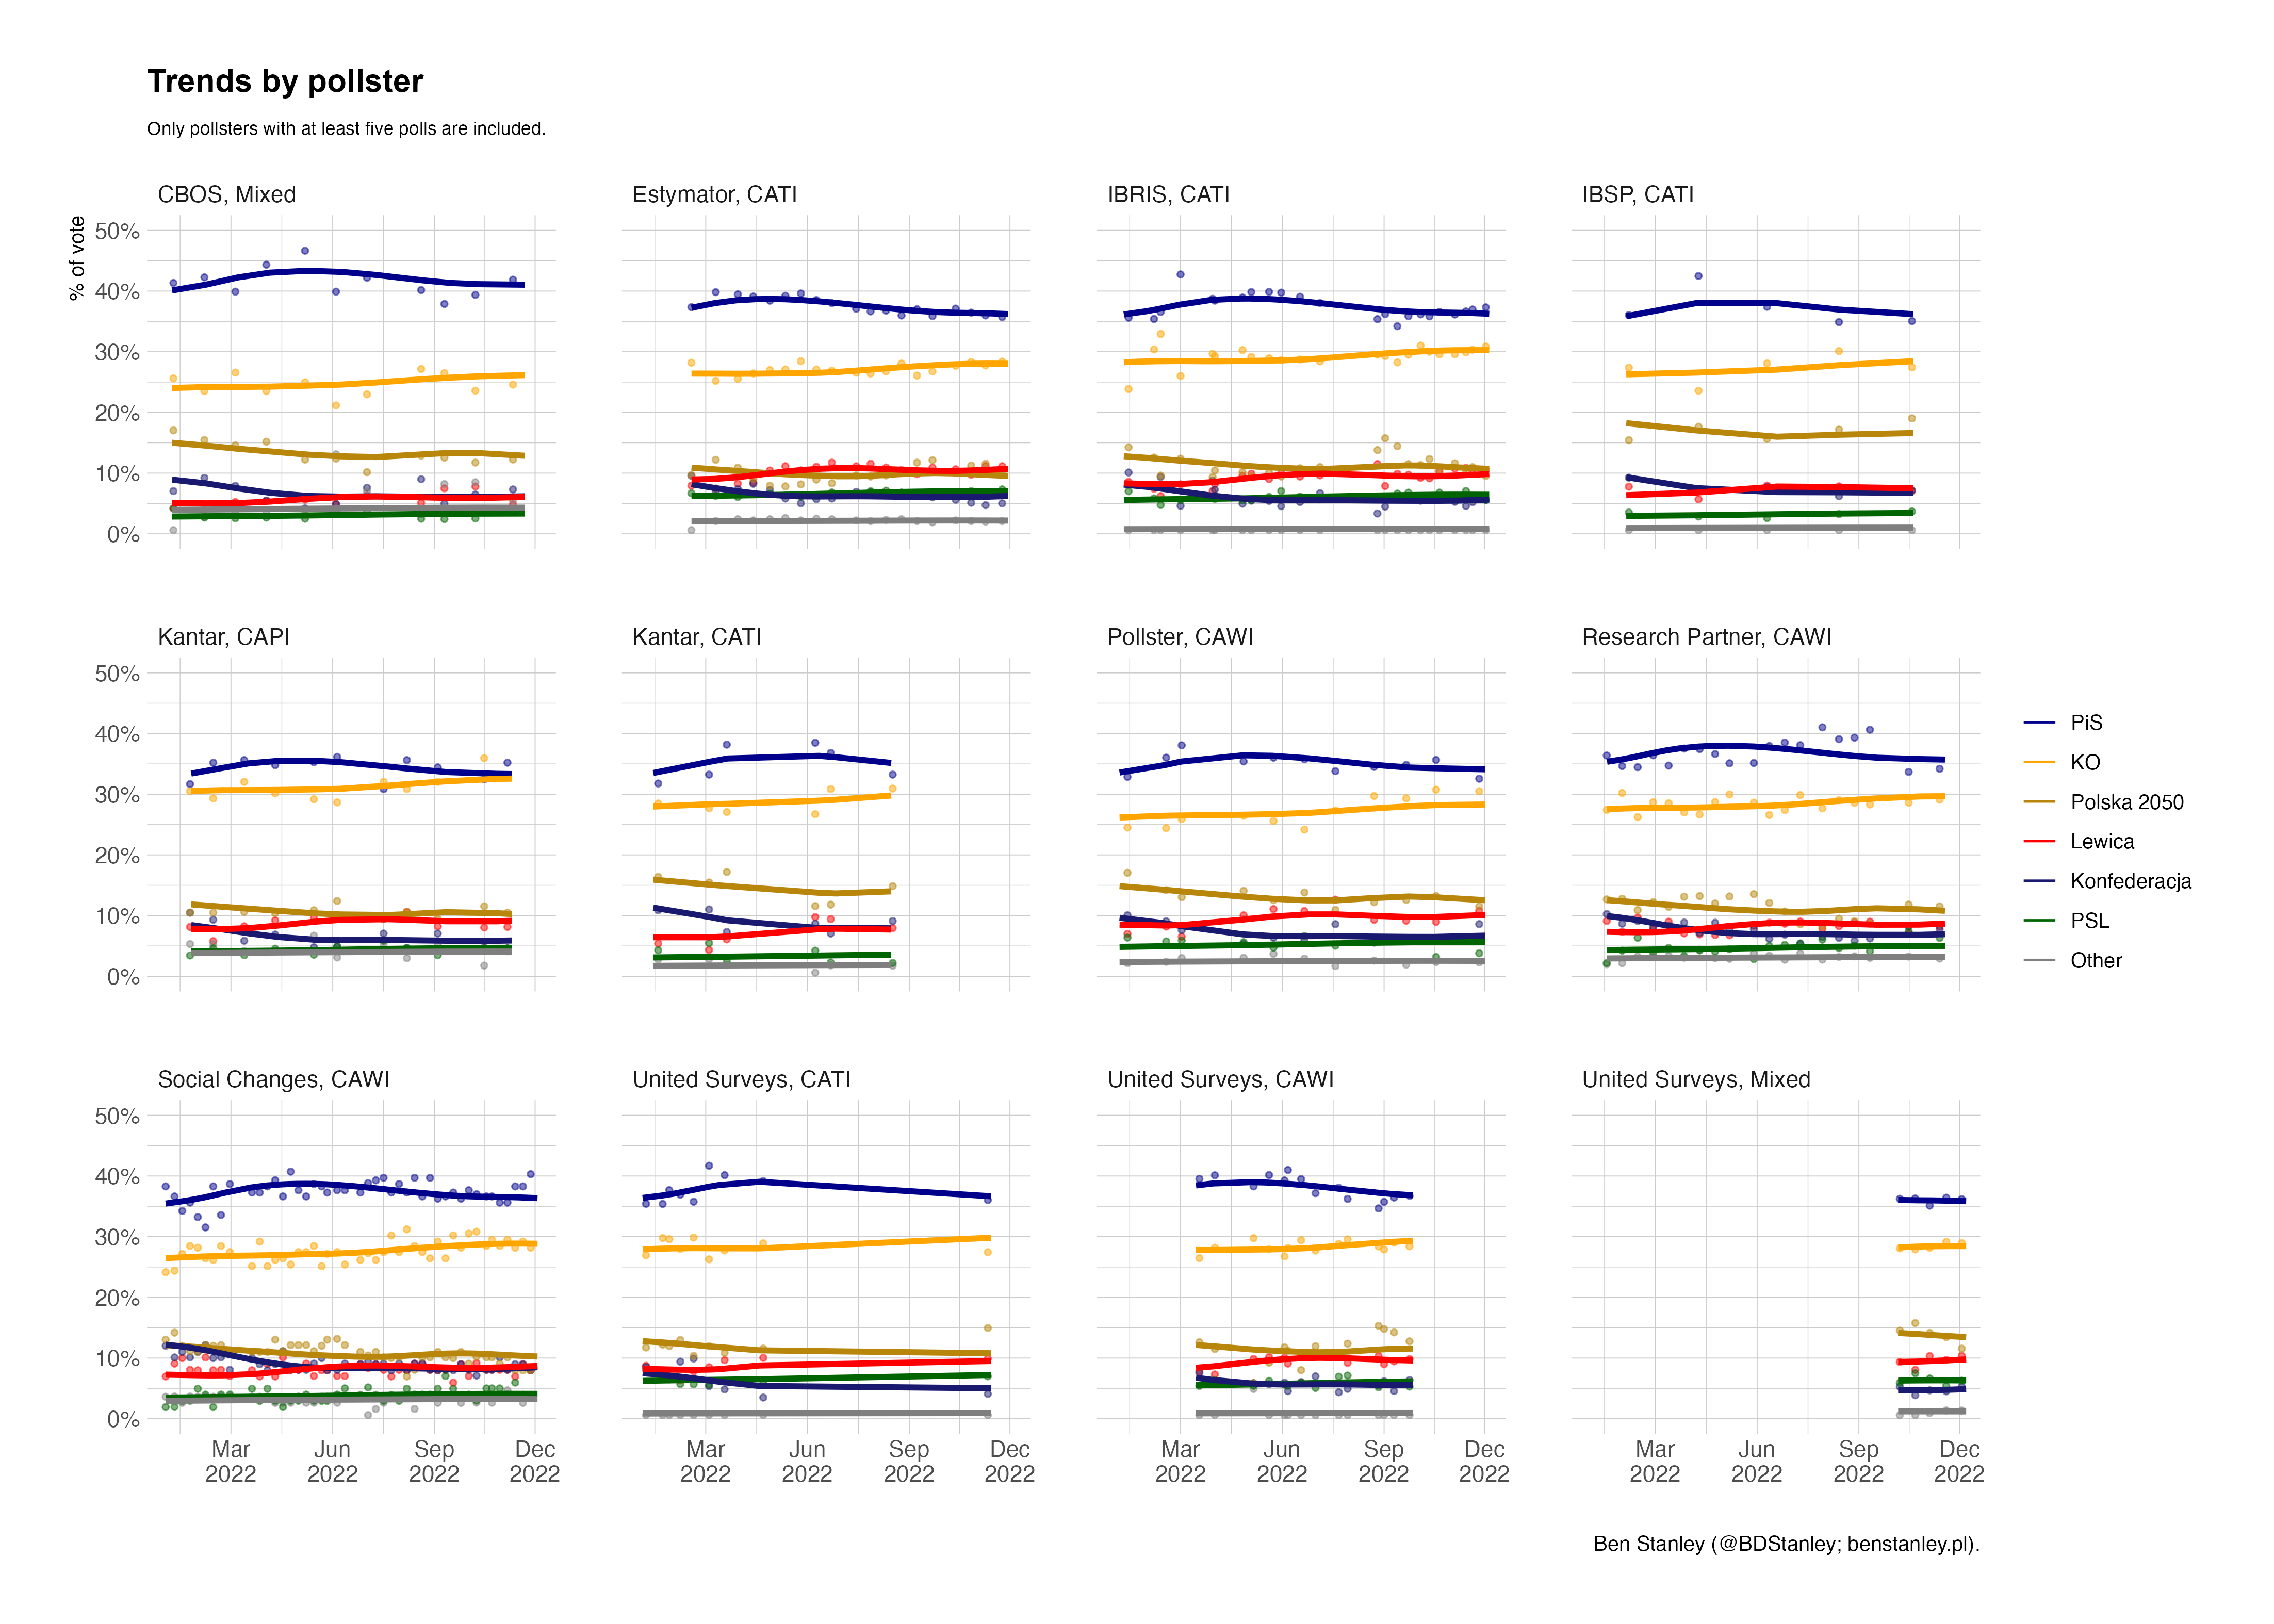 Trends by pollster
Only pollsters with at least five polls are included.
% of vote
CBOS, Mixed
Estymator, CATI
IBRIS, CATI
IBSP, CATI
50%
40%
30%
20%
10%
0%
Kantar, CAPI
Kantar, CATI
Pollster, CAWI
Research Partner, CAWI
50%
40%
30%
20%
10%
0%
PiS
KO
Polska 2050
Lewica
Konfederacja
PSL
Other
Social Changes, CAWI
United Surveys, CATI
United Surveys, CAWI
United Surveys, Mixed
50%
40%
30%
20%
10%
0%
Mar Jun Sep Dec
2022 2022 2022 2022
Mar Jun Sep Dec
2022 2022 2022 2022
Mar Jun Sep Dec
2022 2022 2022 2022
Mar Jun Sep Dec
2022 2022 2022 2022
Ben Stanley (@BDStanley; benstanley.pl).